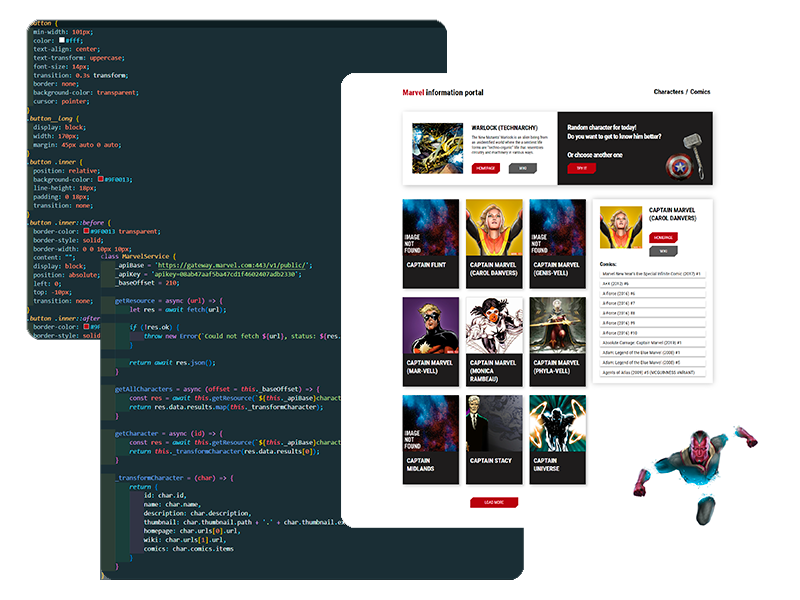 button {
min-width: 101px;
color: #fff;
text-align: center;
text-transform: uppercase;
font-size: 14px;
transition: 0.3s transform;
border: none;
background-color: transparent;
cursor: pointer;
}
.button__long {
display: block;
width: 170px;
margin: 45px auto 0 auto;
}
.button .inner {
position: relative;
background-color: #9F0013;
line-height: 18px;
padding: 0 18px;
transition: none;
}
.button .inner::before {
border-color: #9F0013 transparent;
border-style: solid;
border-width: 0 0 10px 10px;
content: "";
display: block;
position: absolute;
left: 0;
top: -10px;
transition: none;
}
.button .inner::after
border-color: #9F
border-style: solid
class MarvelService {
_apiBase = 'https://gateway.marvel.com:443/v1/public/';
_apikey = 'apikey=08ab47aaf5ba47cd1f4602407adb2330';
_baseOffset = 210;
getResource = async (url) => {
let res = await fetch(url);
if (!res.ok) {
throw new Error(`Could not fetch ${url}, status: ${res.
}
return await res.json();
}
getAllCharacters = async (offset = this._baseOffset) => {
const res = await this.getResource(`${this._apiBase}charact
return res.data.results.map(this._transformCharacter);
}
getCharacter = async (id) => {
const res = await this.getResource(`${this._apiBase}charact
return this._transformCharacter(res.data.results[0]);
}
_transformCharacter = (char) => {
return {
id: char.id,
name: char.name,
description: char.description,
thumbnail: char.thumbnail.path + '.' + char.thumbnail.ex
homepage: char.urls[0].url,
wiki: char.urls[1].url,
comics: char.comics.items
}
}
Marvel information portal
Characters / Comics
WARLOCK (TECHNARCHY)
The New Mutants' Warlock is an alien being from
an unidentified world where the sentient life
forms are "techno-organic" life that resembles
circuitry and machinery in various ways.
HOMEPAGE
WIKI
Random character for today!
Do you want to get to know him better?
Or choose another one
TRY IT
IMAGE
NOT
FOUND
CAPTAIN FLINT
CAPTAIN MARVEL
(CAROL DANVERS)
IMAGE
NOT
FOUND
CAPTAIN MARVEL
(GENIS-VELL)
CAPTAIN MARVEL
(MAR-VELL)
CAPTAIN MARVEL
(MONICA
RAMBEAU)
CAPTAIN MARVEL
(PHYLA-VELL)
IMAGE
NOT
FOUND
CAPTAIN
MIDLANDS
CAPTAIN STACY
CAPTAIN
UNIVERSE
LOAD MORE
CAPTAIN MARVEL
(CAROL DANVERS)
HOMEPAGE
WIKI
Comics:
Marvel New Year's Eve Special Infinite Comic (2017) #1
A+X (2012) #6
A-Force (2016) #6
A-Force (2016) #7
A-Force (2016) #8
A-Force (2016) #9
A-Force (2016) #10
Absolute Carnage: Captain Marvel (2019) #1
Adam: Legend of the Blue Marvel (2008) #1
Adam: Legend of the Blue Marvel (2008) #5
Agents of Atlas (2009) #5 (MCGUINNESS VARIANT)